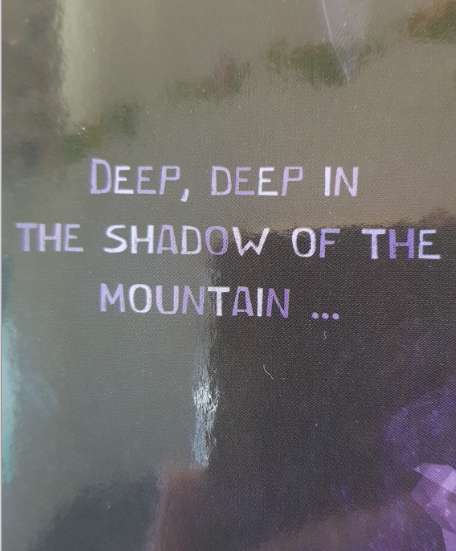 DEEP, DEEP IN
THE SHADOW OF THE
MOUNTAIN ...